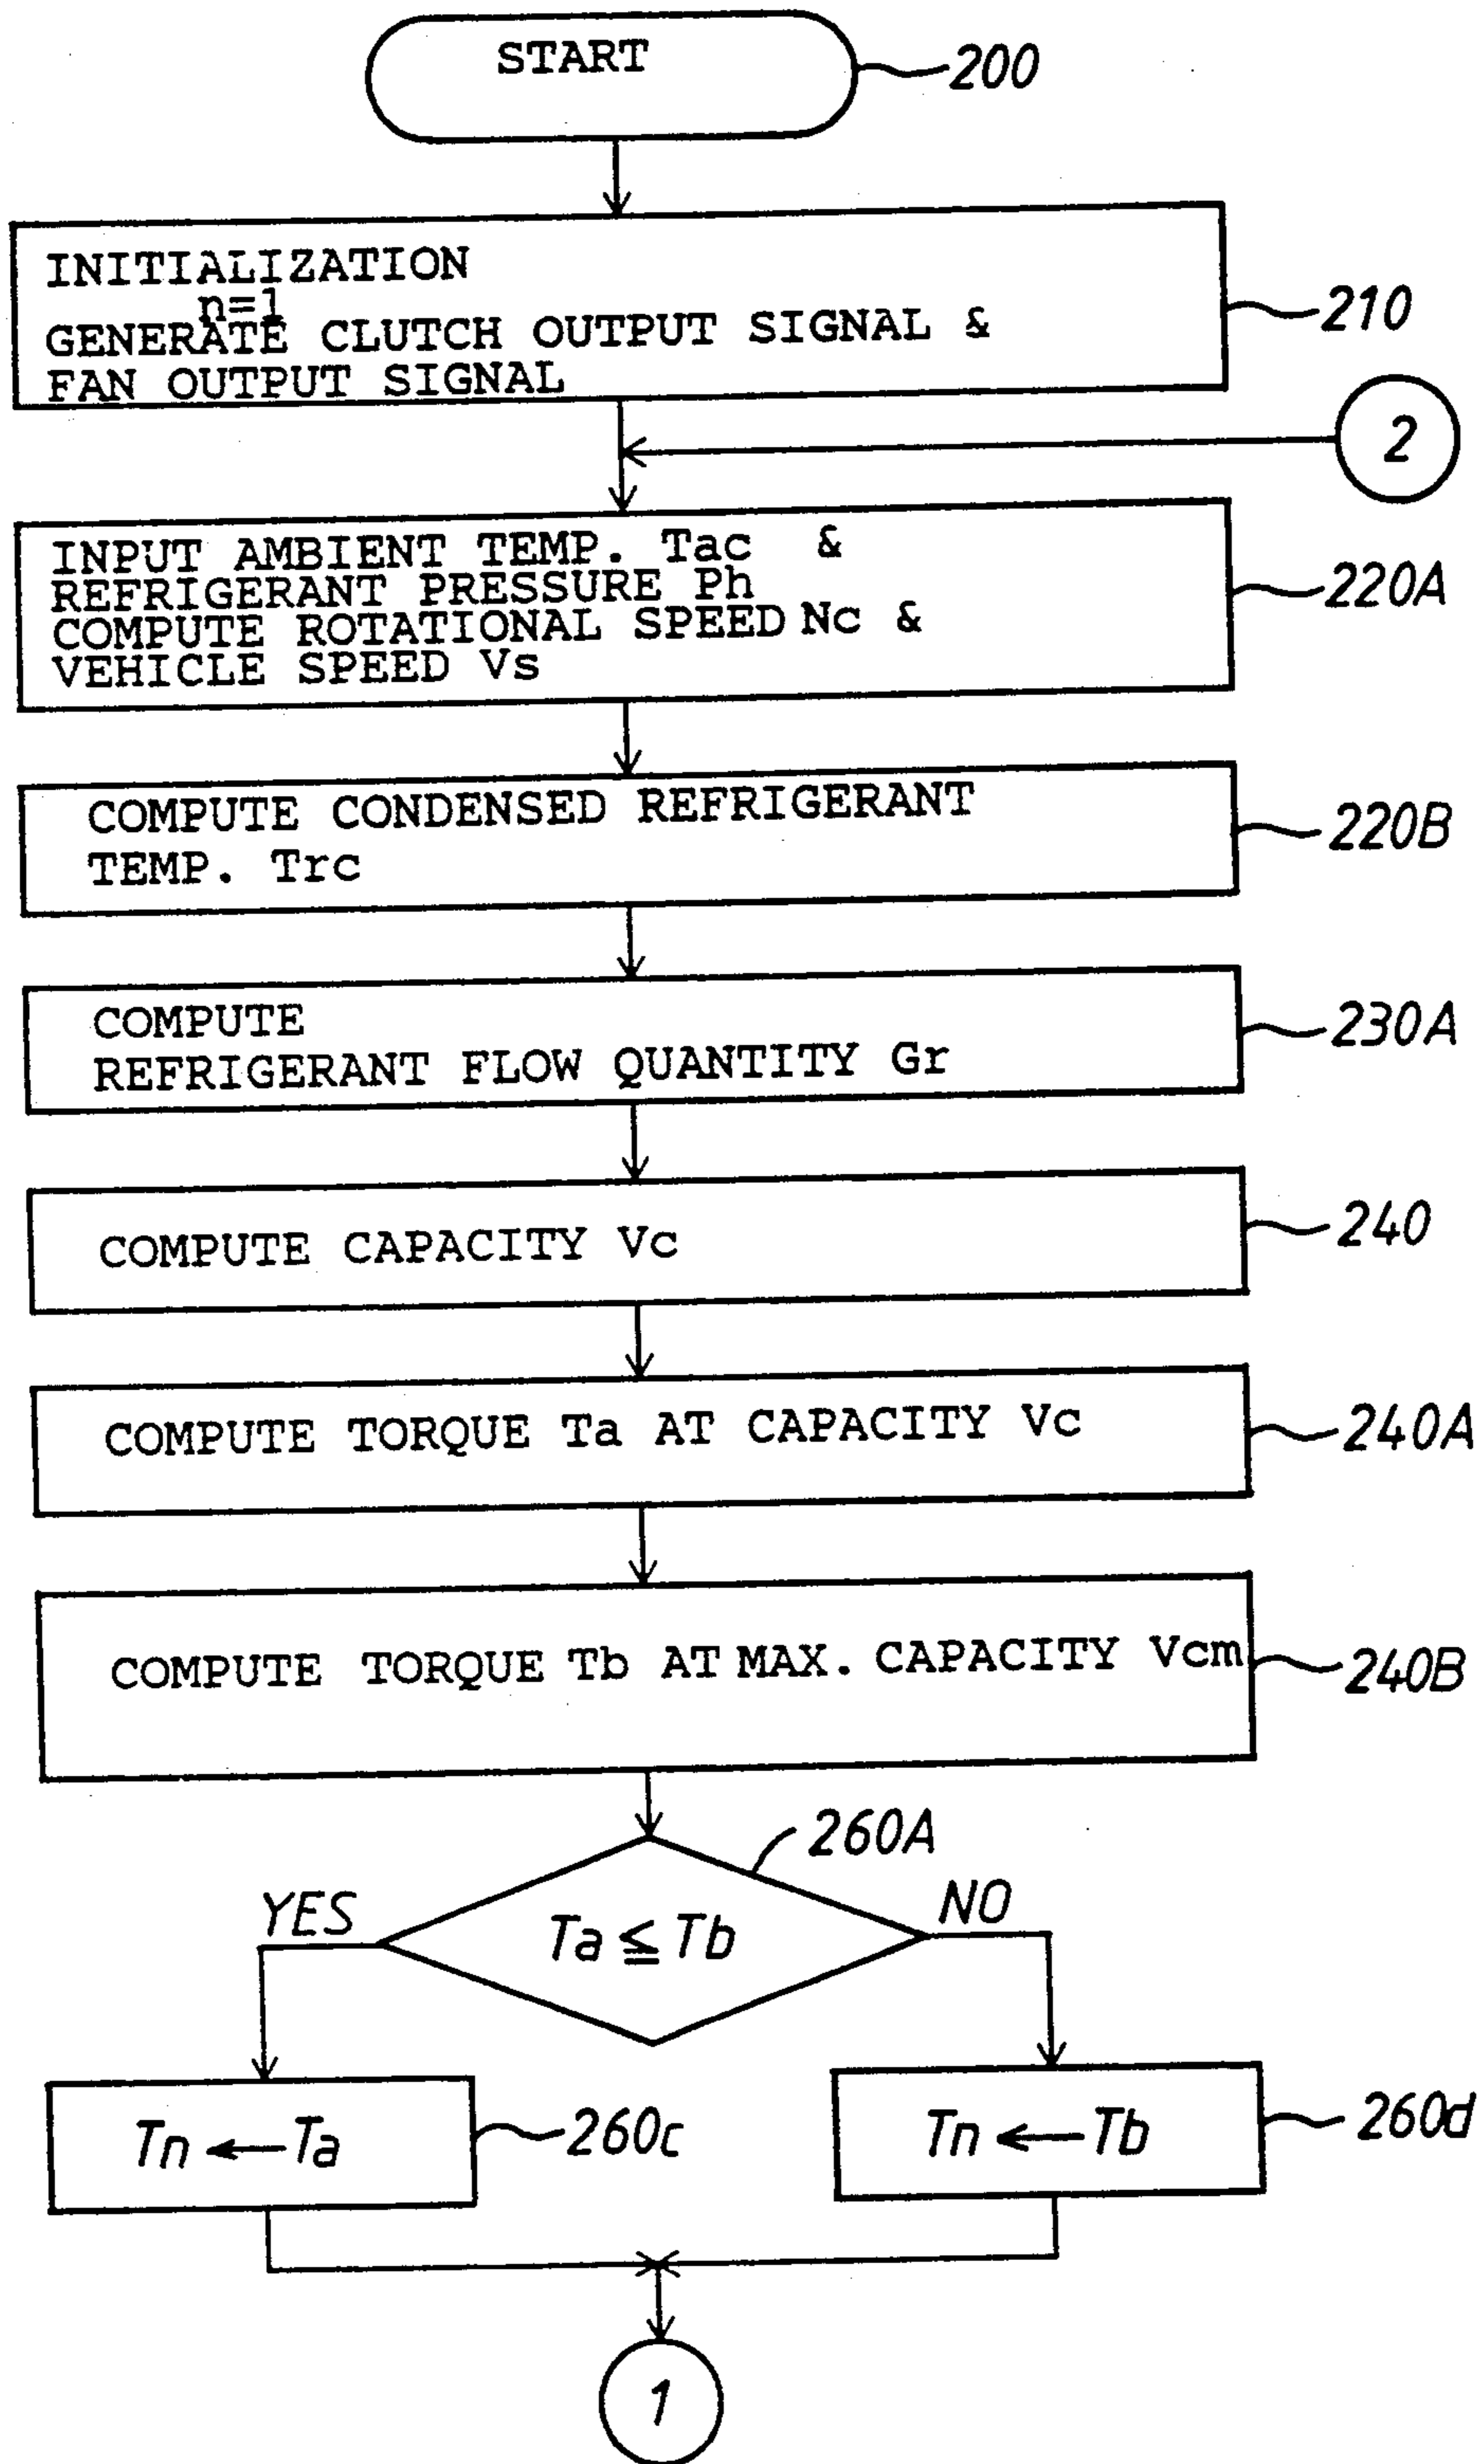 START
200
INITIALIZATION
n=1
GENERATE CLUTCH OUTPUT SIGNAL &
FAN OUTPUT SIGNAL
210
2
INPUT AMBIENT TEMP. Tac &
REFRIGERANT PRESSURE Ph
COMPUTE ROTATIONAL SPEED Nc &
VEHICLE SPEED Vs
220A
COMPUTE CONDENSED REFRIGERANT
TEMP. Trc
220B
COMPUTE
REFRIGERANT FLOW QUANTITY Gr
230A
COMPUTE CAPACITY Vc
240
COMPUTE TORQUE Ta AT CAPACITY Vc
240A
COMPUTE TORQUE Tb AT MAX. CAPACITY Vcm
240B
260A
YES
Ta ≦ Tb
NO
Tn ← Ta
260c
Tn ← Tb
260d
1